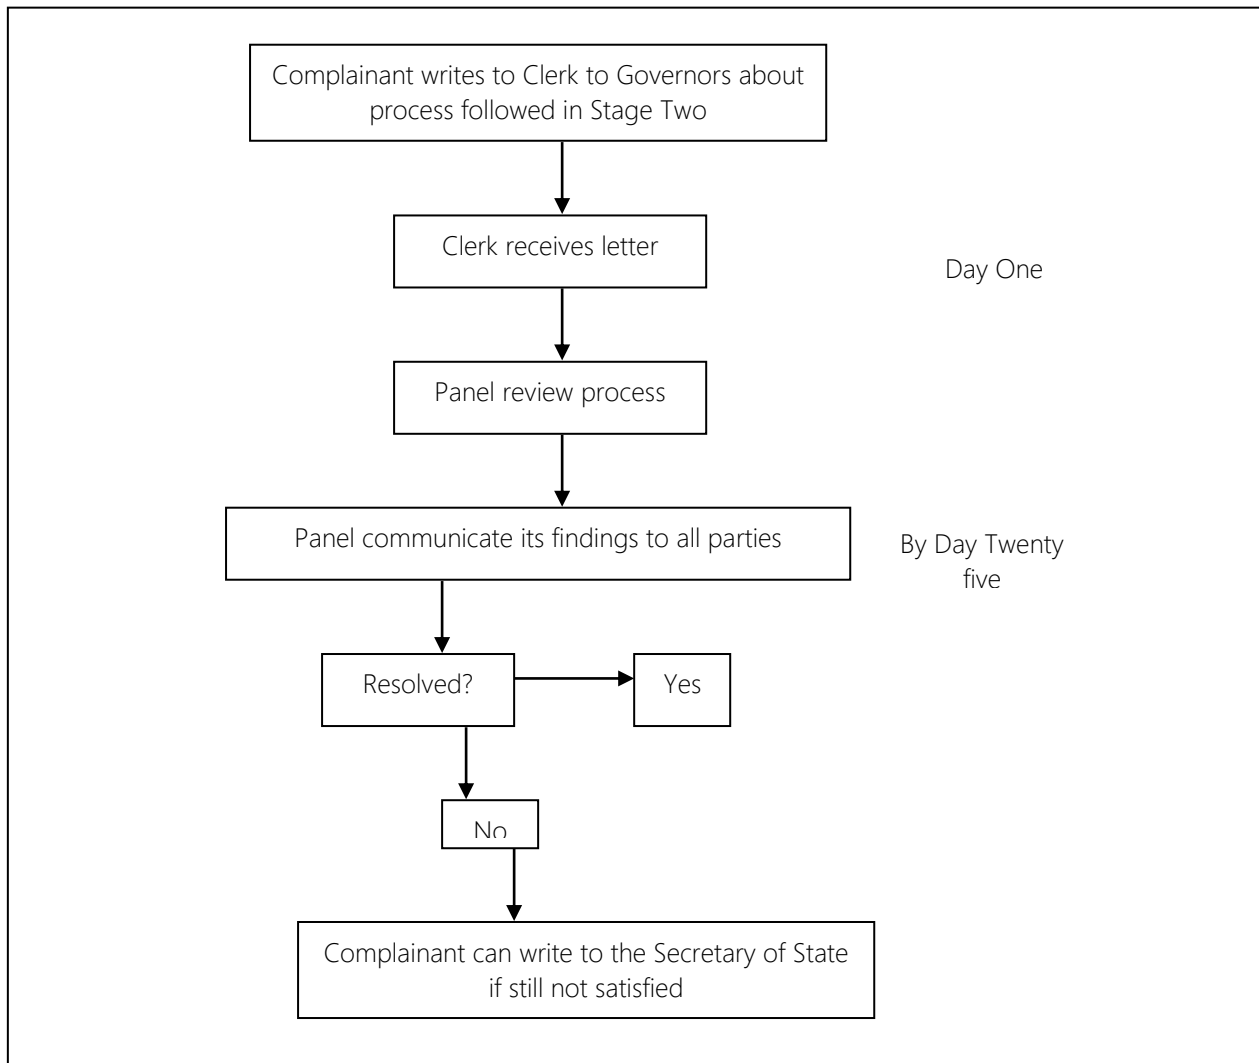 Complainant writes to Clerk to Governors about
process followed in Stage Two
Clerk receives letter
Day One
Panel review process
Panel communicate its findings to all parties
By Day Twenty
five
Resolved?
Yes
No
Complainant can write to the Secretary of State
if still not satisfied